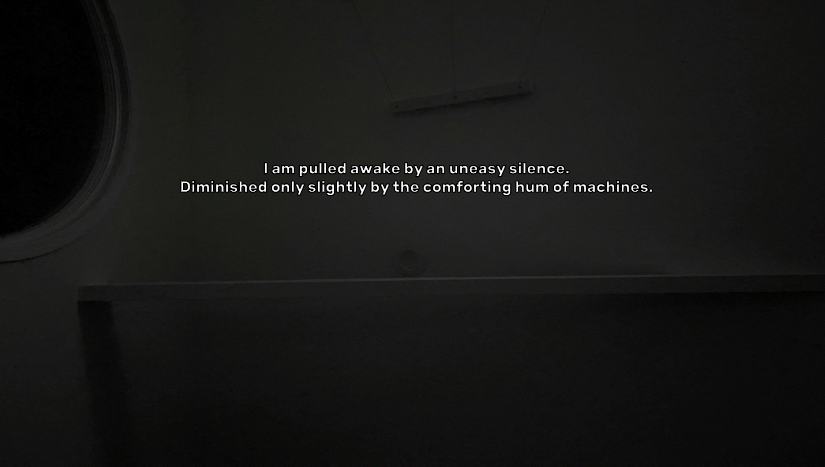 I am pulled awake by an uneasy silence.
Diminished only slightly by the comforting hum of machines.